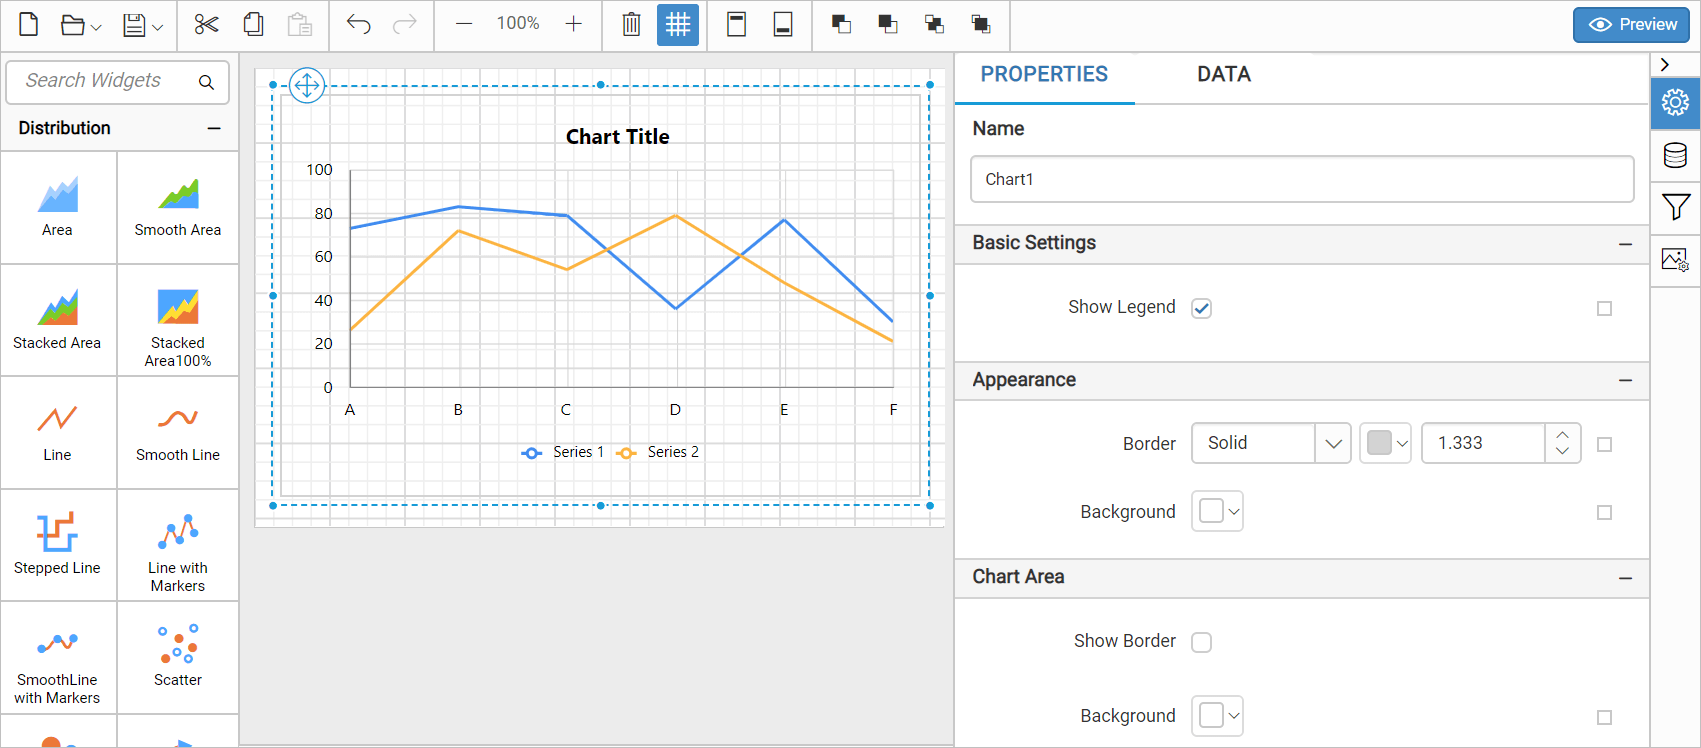 100%
Preview
Search Widgets
Distribution
Area
Smooth Area
Stacked Area
Stacked
Area100%
Line
Smooth Line
Stepped Line
Line with
Markers
SmoothLine
with Markers
Scatter
Chart Title
100
80
60
40
20
0
A B C D E F
Series 1 Series 2
PROPERTIES DATA
Name
Chart1
Basic Settings
Show Legend
Appearance
Border Solid 1.333
Background
Chart Area
Show Border
Background